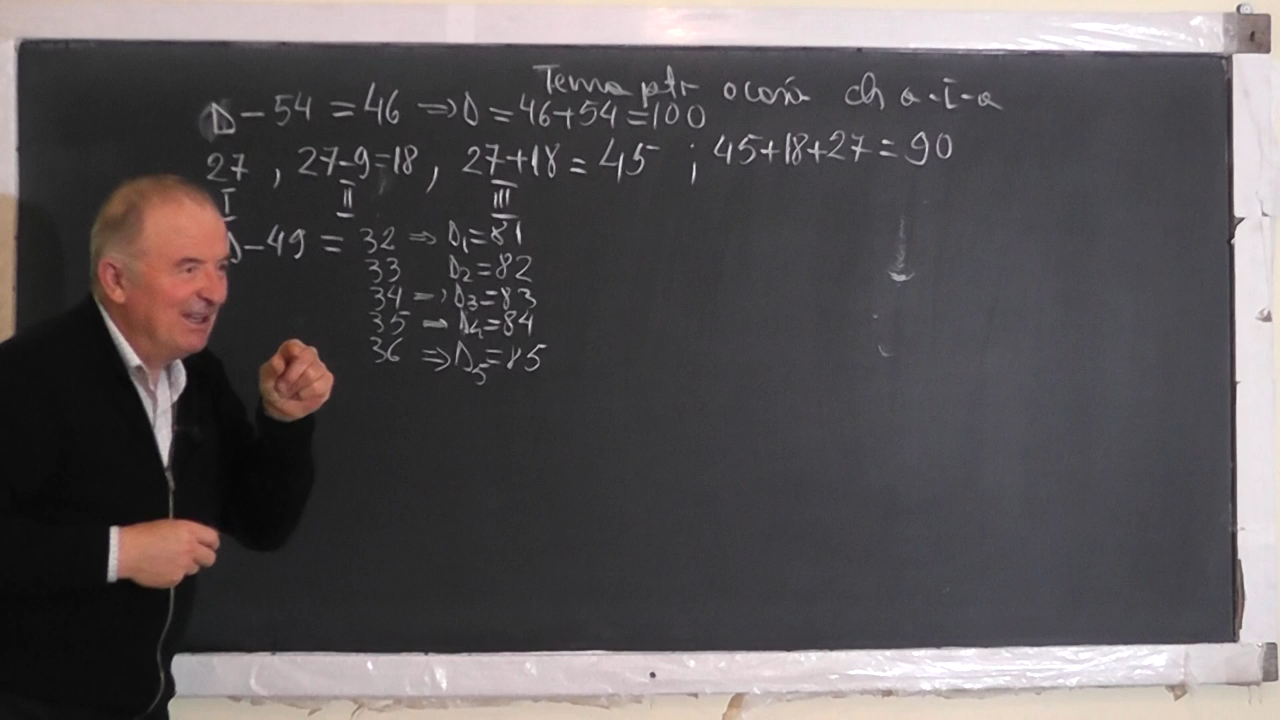 Tema ptr acasă
D - 54 = 46 ⇒ D = 46+54 = 100
27 , 27-9=18 , 27+18 = 45 ; 45+18+27 = 90
I II III
D - 49 = 32 ⇒ D₁=81
33 D₂=82
34 ⇒ D₃=83
35 ⇒ D₄=84
36 ⇒ D₅=85